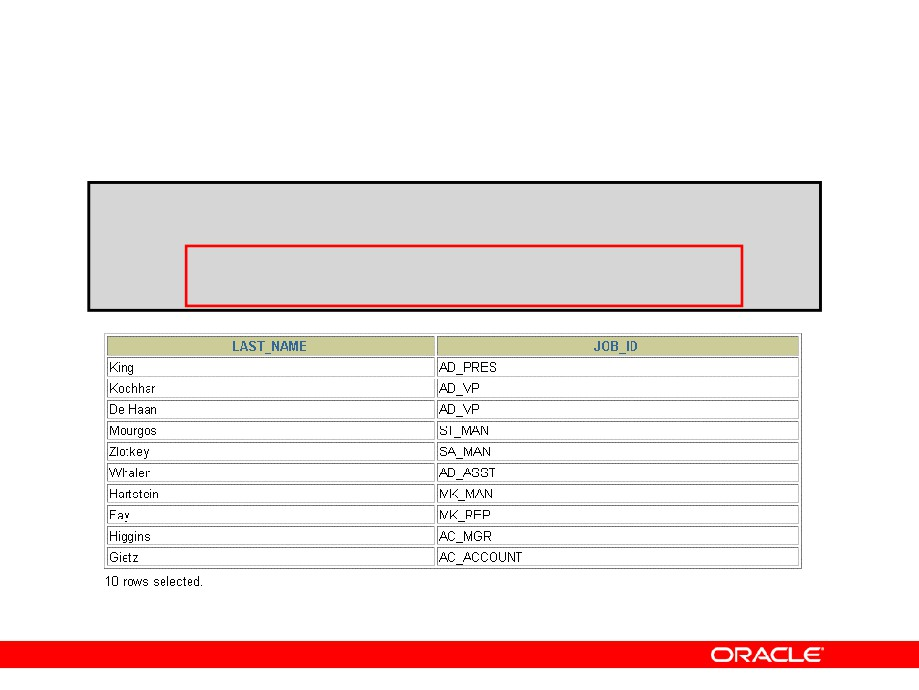 LAST_NAME JOB_ID
King AD_PRES
Kochhar AD_VP
De Haan AD_VP
Mourgos ST_MAN
Zlotkey SA_MAN
Whalen AD_ASST
Hartstein MK_MAN
Fay MK_REP
Higgins AC_MGR
Gietz AC_ACCOUNT
10 rows selected.
ORACLE